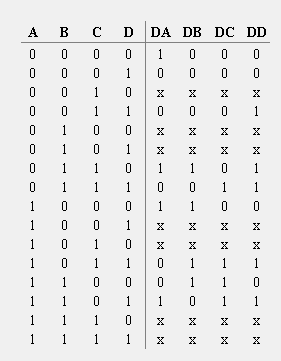 A B C D DA DB DC DD
0 0 0 0 1 0 0 0
0 0 0 1 0 0 0 0
0 0 1 0 x x x x
0 0 1 1 0 0 0 1
0 1 0 0 x x x x
0 1 0 1 x x x x
0 1 1 0 1 1 0 1
0 1 1 1 0 0 1 1
1 0 0 0 1 1 0 0
1 0 0 1 x x x x
1 0 1 0 x x x x
1 0 1 1 0 1 1 1
1 1 0 0 0 1 1 0
1 1 0 1 1 0 1 1
1 1 1 0 x x x x
1 1 1 1 x x x x